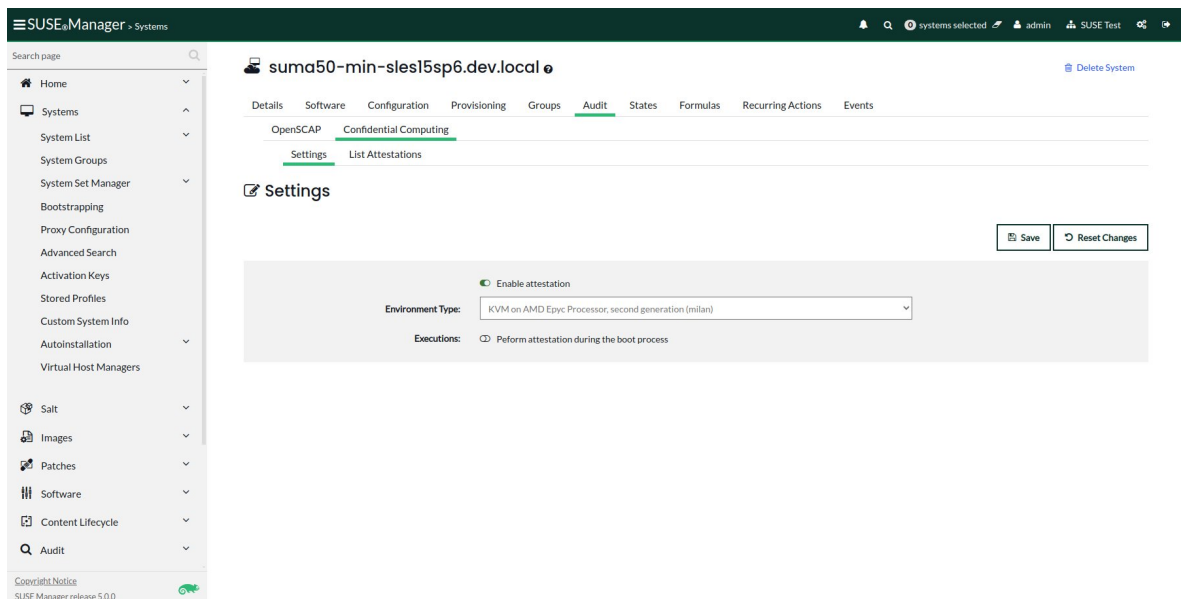 SUSE®Manager > Systems
0 systems selected admin SUSE Test
Search page
Home
Systems
System List
System Groups
System Set Manager
Bootstrapping
Proxy Configuration
Advanced Search
Activation Keys
Stored Profiles
Custom System Info
Autoinstallation
Virtual Host Managers
Salt
Images
Patches
Software
Content Lifecycle
Audit
Copyright Notice
SUSE Manager release 5.0.0
suma50-min-sles15sp6.dev.local
Delete System
Details Software Configuration Provisioning Groups Audit States Formulas Recurring Actions Events
OpenSCAP Confidential Computing
Settings List Attestations
Settings
Save Reset Changes
Enable attestation
Environment Type: KVM on AMD Epyc Processor, second generation (milan)
Executions: Peform attestation during the boot process